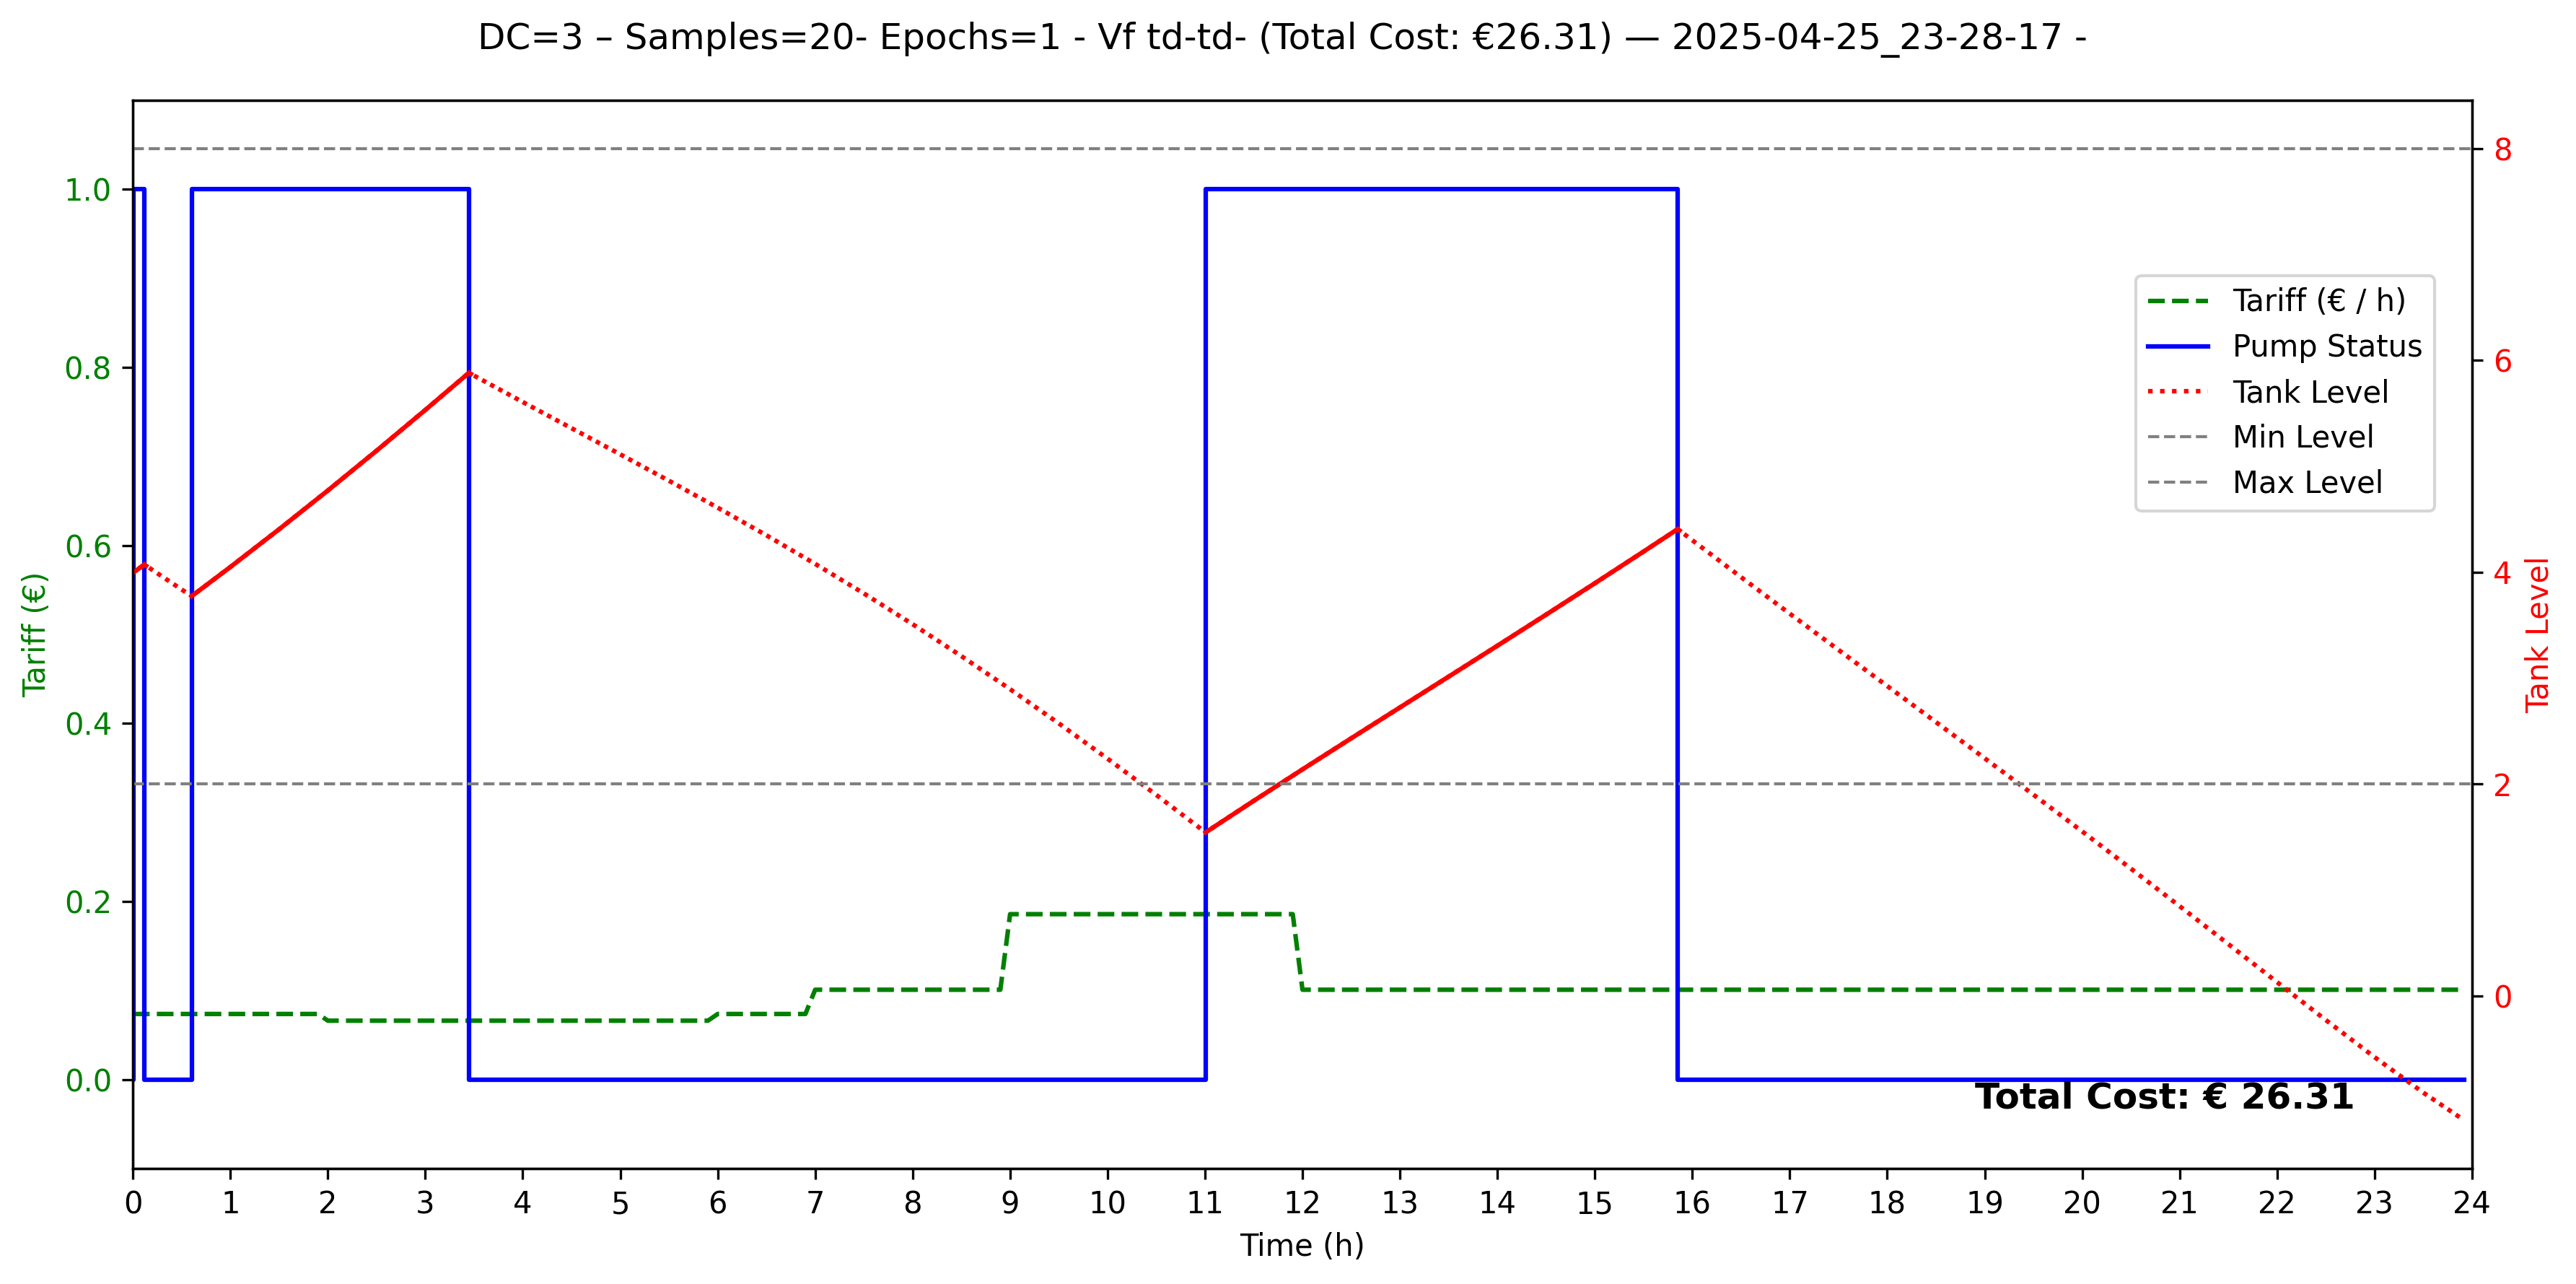 DC=3 – Samples=20- Epochs=1 - Vf td-td- (Total Cost: €26.31) — 2025-04-25_23-28-17 -
1.0
0.8
0.6
0.4
0.2
0.0
Tariff (€)
8
6
4
2
0
Tank Level
Tariff (€ / h)
Pump Status
Tank Level
Min Level
Max Level
Total Cost: € 26.31
0 1 2 3 4 5 6 7 8 9 10 11 12 13 14 15 16 17 18 19 20 21 22 23 24
Time (h)